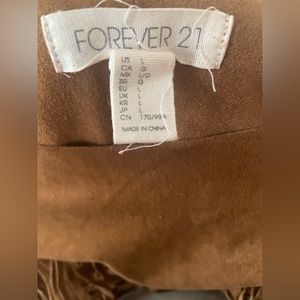 FOREVER 21
US L
CA G
MX L/G
BR G
EU L
UK L
KR L
JP L
CN 170/98A
MADE IN CHINA